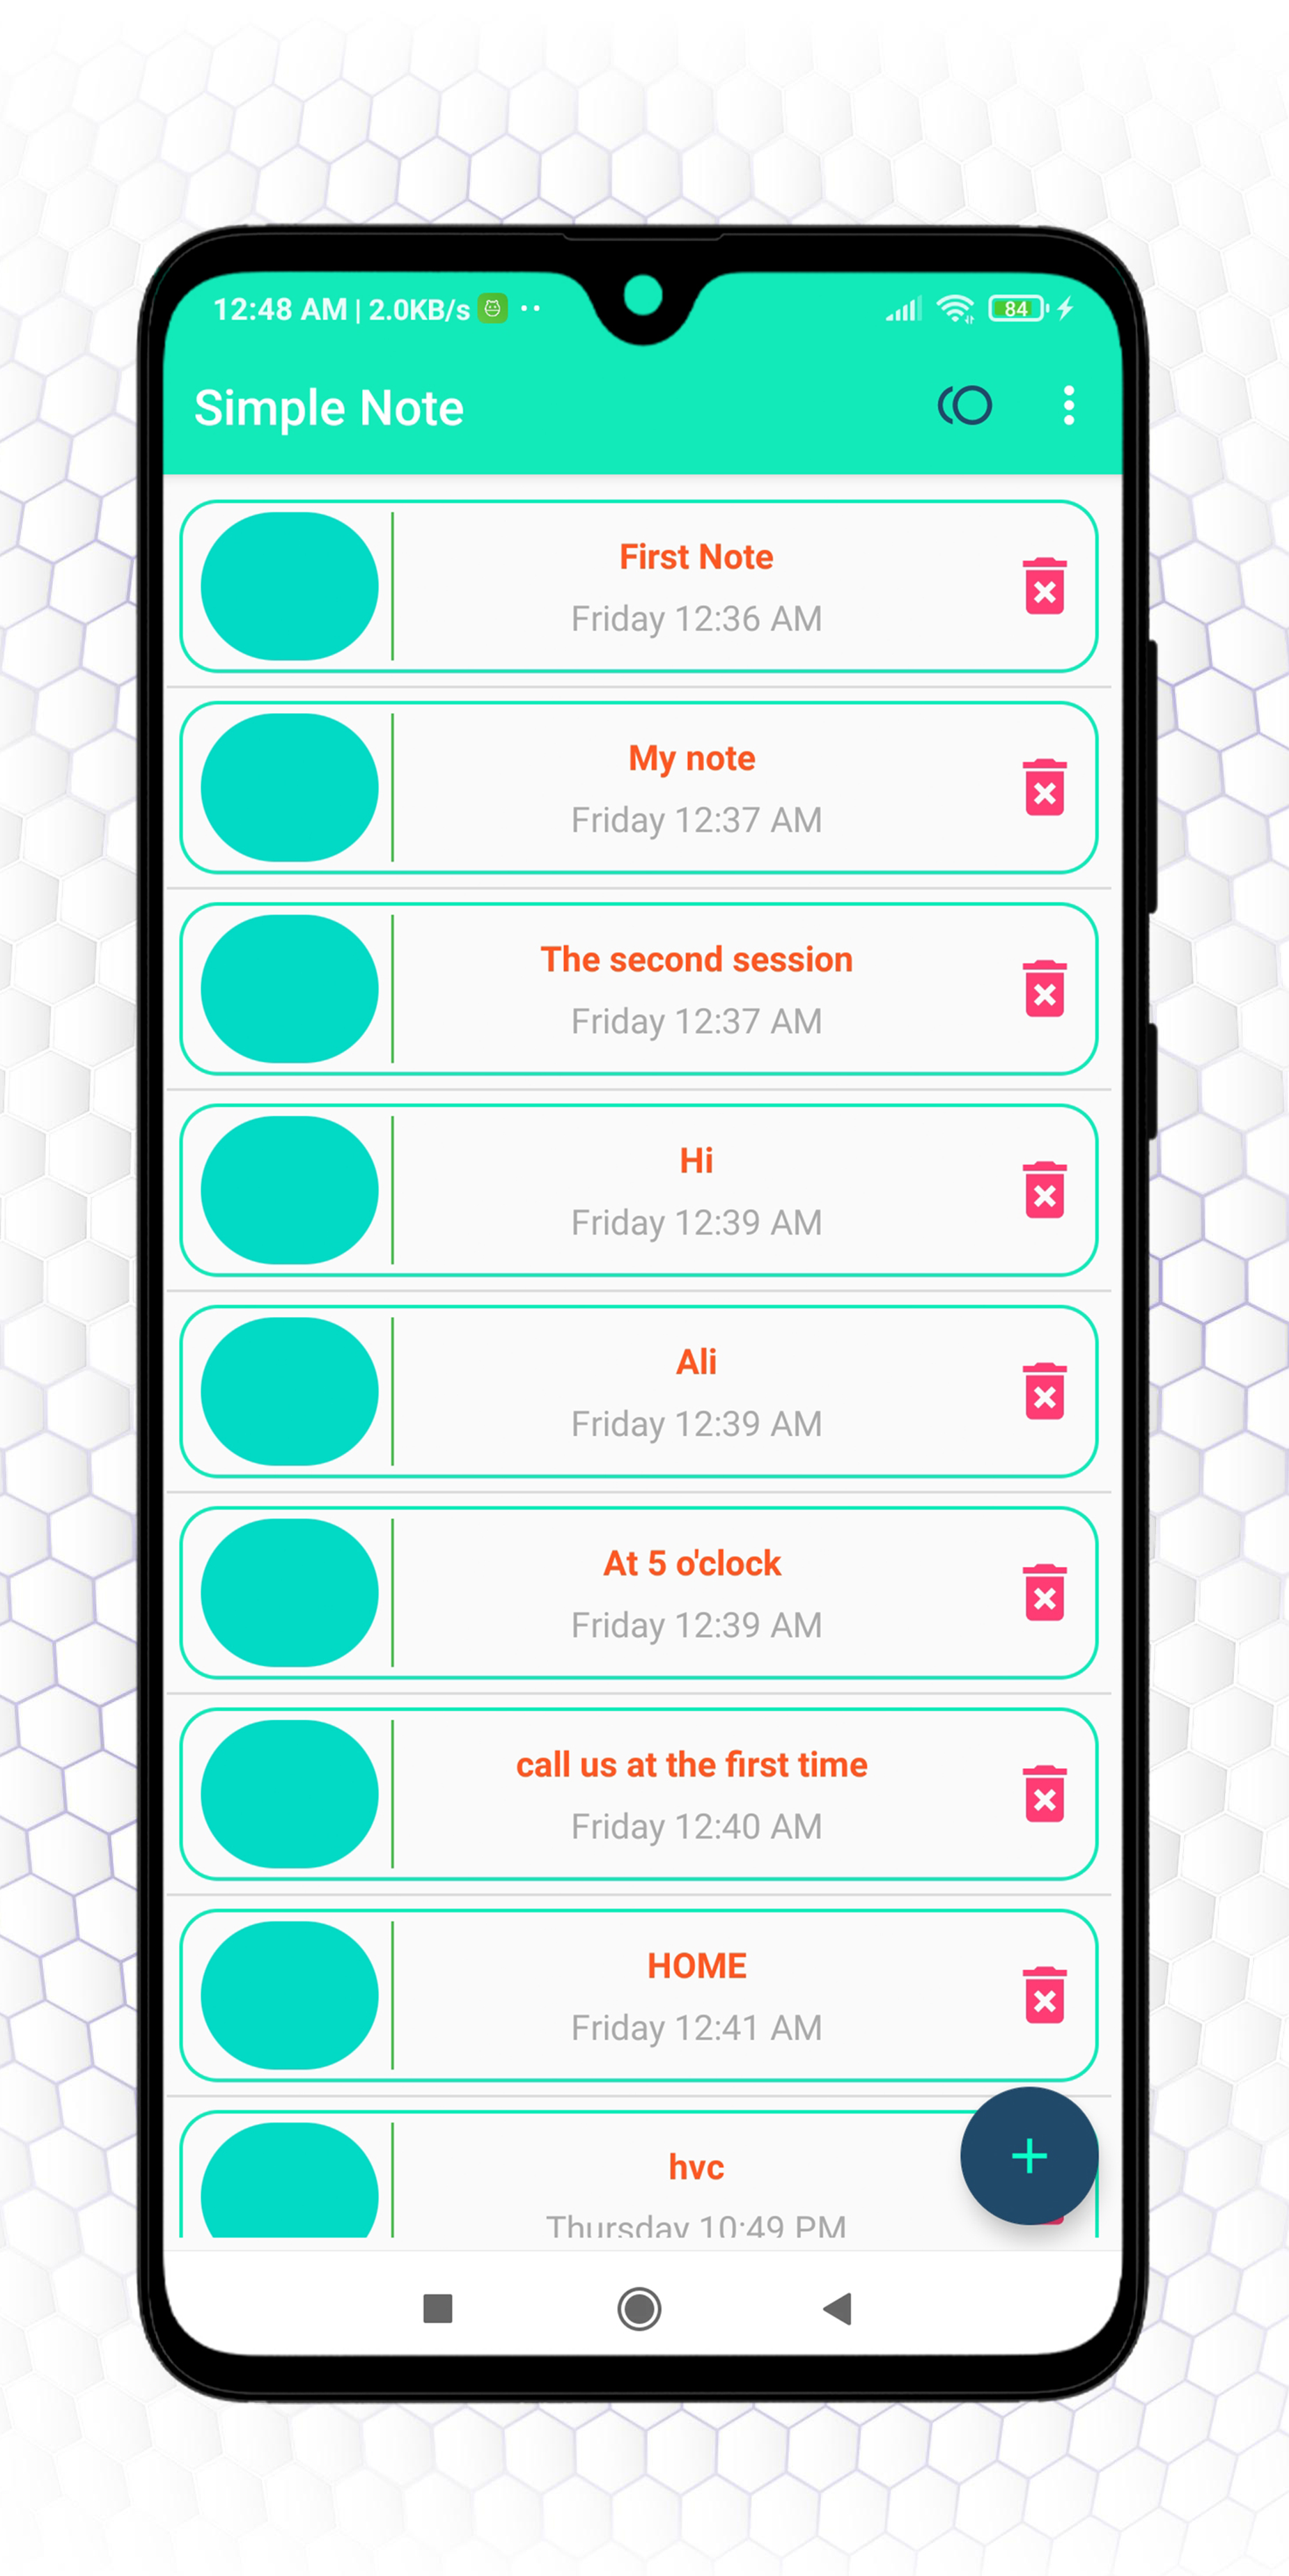 12:48 AM | 2.0KB/s
84
Simple Note
First Note
Friday 12:36 AM
My note
Friday 12:37 AM
The second session
Friday 12:37 AM
Hi
Friday 12:39 AM
Ali
Friday 12:39 AM
At 5 o'clock
Friday 12:39 AM
call us at the first time
Friday 12:40 AM
HOME
Friday 12:41 AM
hvc
Thursday 10:49 PM